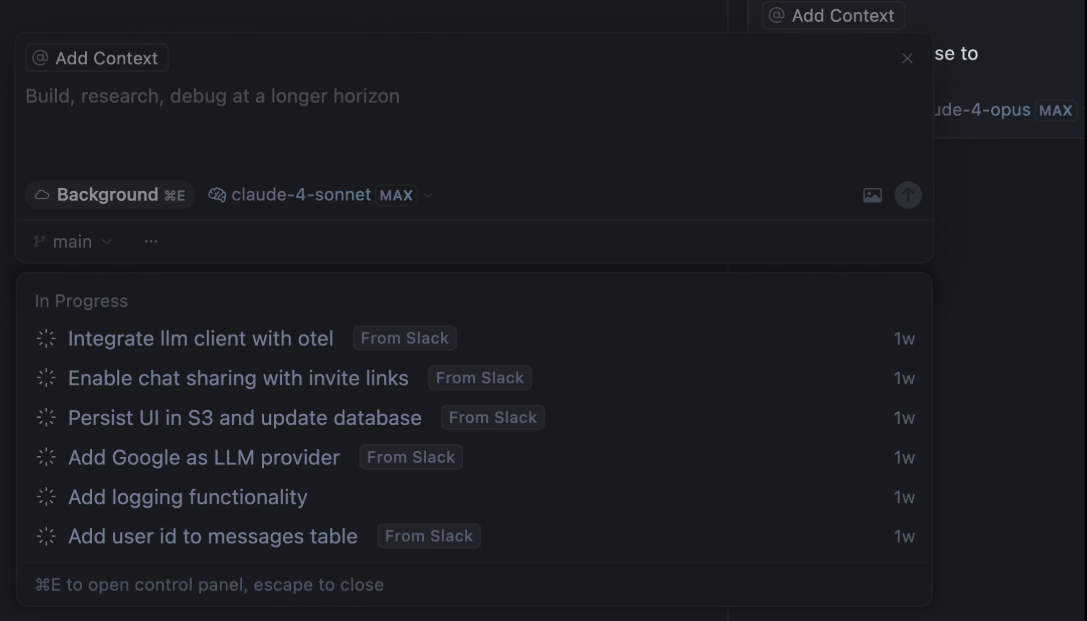 @ Add Context
se to
ude-4-opus MAX
@ Add Context
Build, research, debug at a longer horizon
Background ⌘E claude-4-sonnet MAX
main ...
In Progress
Integrate llm client with otel From Slack 1w
Enable chat sharing with invite links From Slack 1w
Persist UI in S3 and update database From Slack 1w
Add Google as LLM provider From Slack 1w
Add logging functionality 1w
Add user id to messages table From Slack 1w
⌘E to open control panel, escape to close